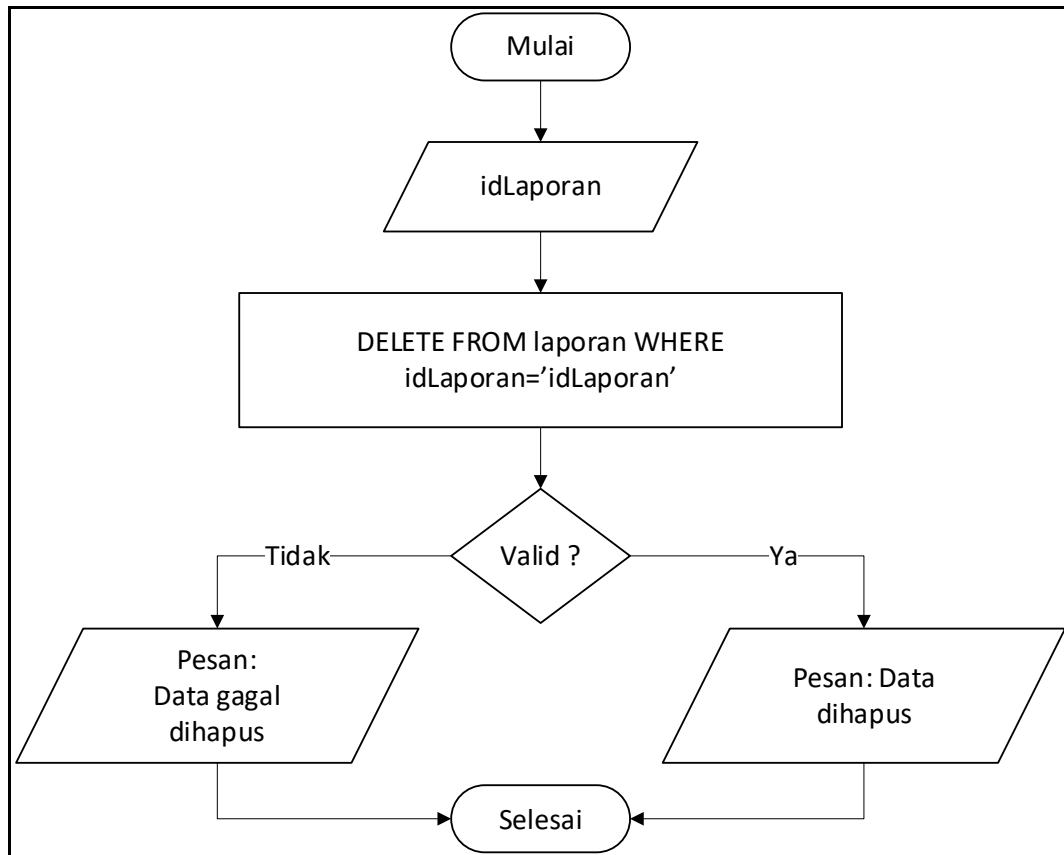 Mulai
idLaporan
DELETE FROM laporan WHERE
idLaporan=’idLaporan’
Valid ?
Tidak
Ya
Pesan:
Data gagal
dihapus
Pesan: Data
dihapus
Selesai